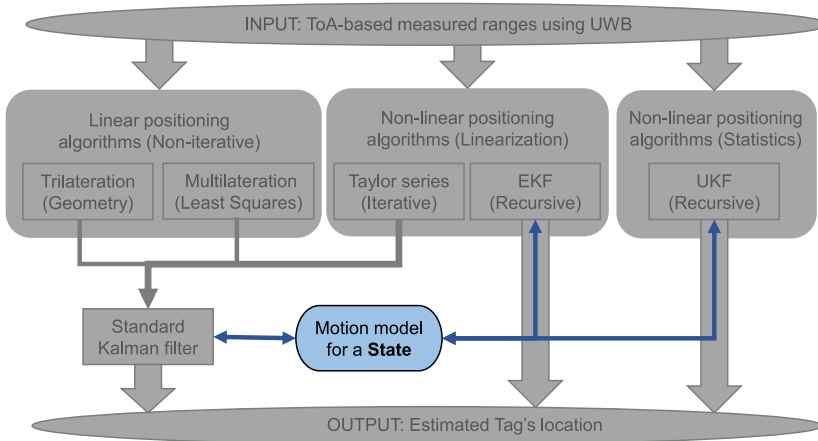 INPUT: ToA-based measured ranges using UWB
Linear positioning
algorithms (Non-iterative)
Trilateration
(Geometry)
Multilateration
(Least Squares)
Non-linear positioning
algorithms (Linearization)
Taylor series
(Iterative)
EKF
(Recursive)
Non-linear positioning
algorithms (Statistics)
UKF
(Recursive)
Standard
Kalman filter
Motion model
for a State
OUTPUT: Estimated Tag's location